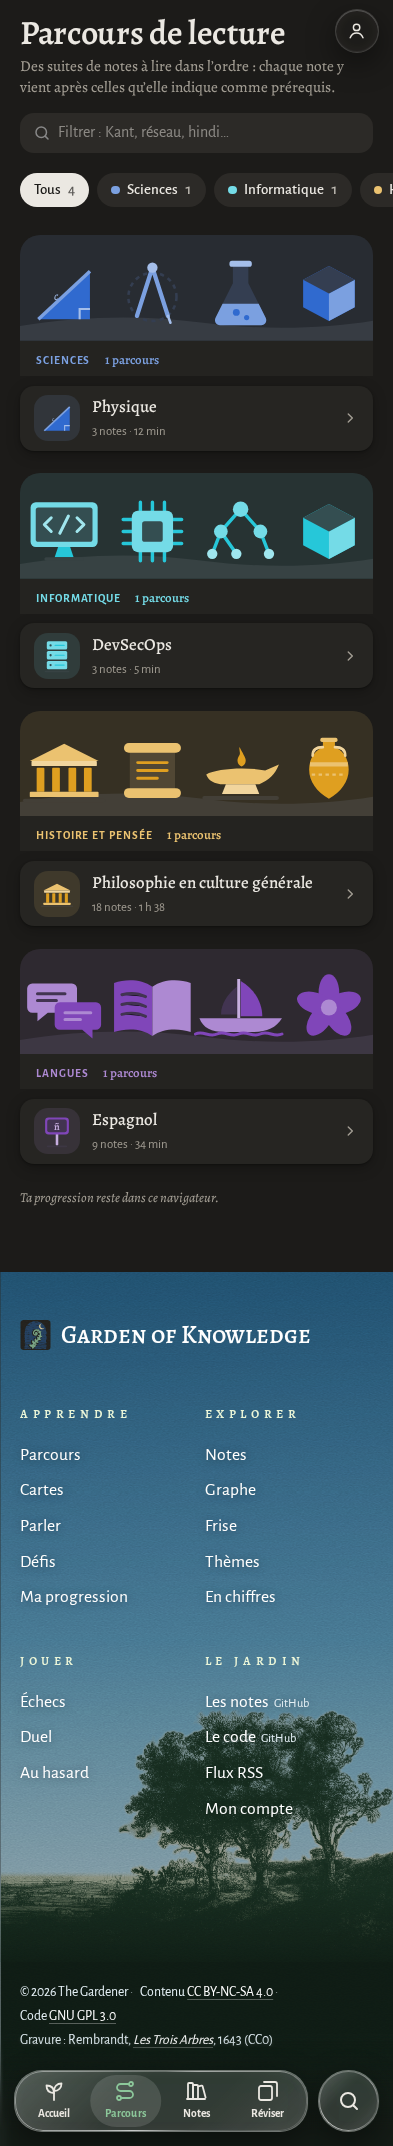 Parcours de lecture
Des suites de notes à lire dans l'ordre : chaque note y
vient après celles qu'elle indique comme prérequis.
Filtrer : Kant, réseau, hindi…
Tous 4
Sciences 1
Informatique 1
SCIENCES 1 parcours
Physique
3 notes · 12 min
INFORMATIQUE 1 parcours
DevSecOps
3 notes · 5 min
HISTOIRE ET PENSÉE 1 parcours
Philosophie en culture générale
18 notes · 1 h 38
LANGUES 1 parcours
ñ
Espagnol
9 notes · 34 min
Ta progression reste dans ce navigateur.
GARDEN OF KNOWLEDGE
APPRENDRE
Parcours
Cartes
Parler
Défis
Ma progression
EXPLORER
Notes
Graphe
Frise
Thèmes
En chiffres
JOUER
Échecs
Duel
Au hasard
LE JARDIN
Les notes GitHub
Le code GitHub
Flux RSS
Mon compte
© 2026 The Gardener · Contenu CC BY-NC-SA 4.0 ·
Code GNU GPL 3.0
Gravure : Rembrandt, Les Trois Arbres, 1643 (CC0)
Accueil
Parcours
Notes
Réviser